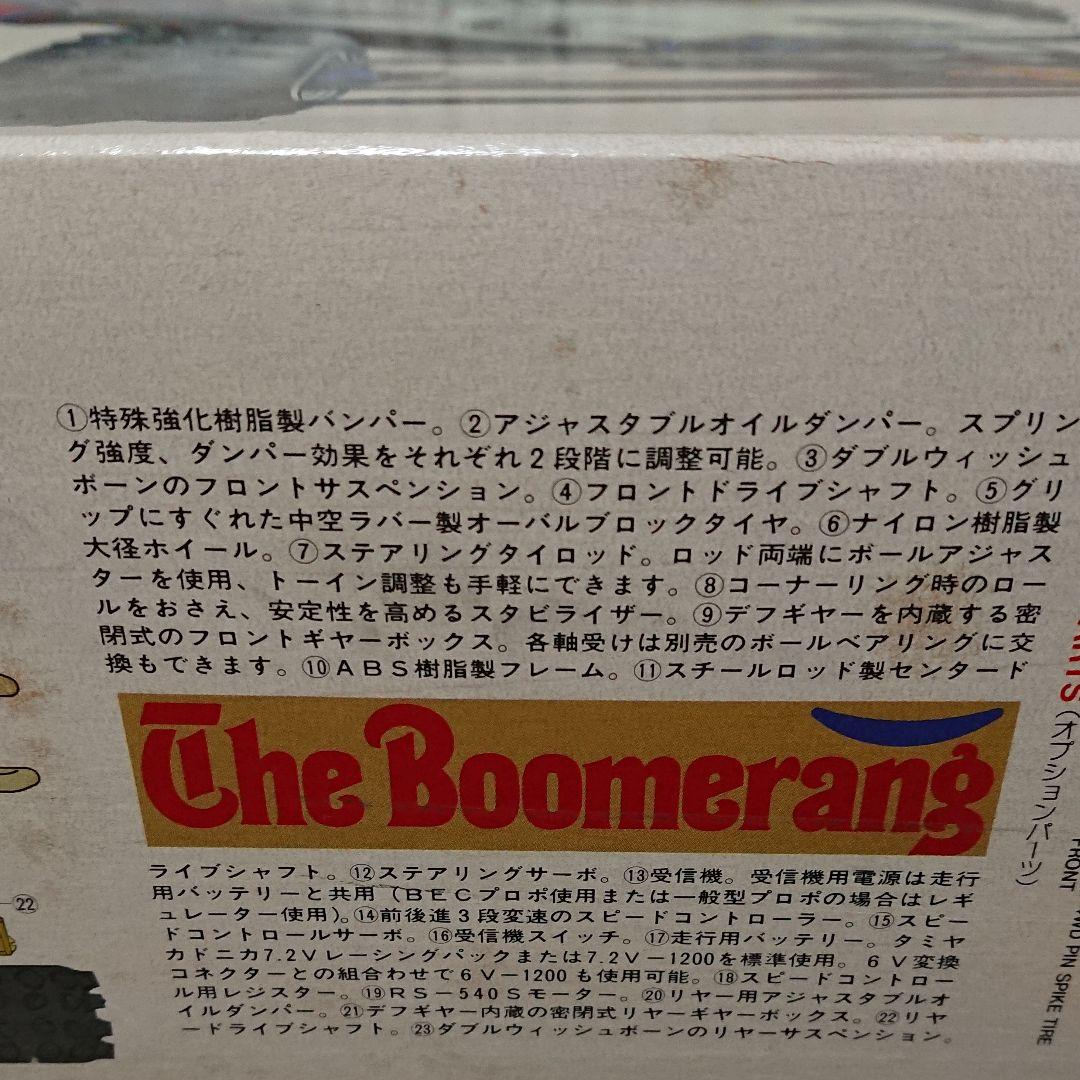 ①特殊強化樹脂製バンパー。②アジャスタブルオイルダンパー。スプリン
グ強度、ダンパー効果をそれぞれ2段階に調整可能。③ダブルウィッシュ
ボーンのフロントサスペンション。④フロントドライブシャフト。⑤グリ
ップにすぐれた中空ラバー製オーバルブロックタイヤ。⑥ナイロン樹脂製
大径ホイール。⑦ステアリングタイロッド。ロッド両端にボールアジャス
ターを使用、トーイン調整も手軽にできます。⑧コーナーリング時のロー
ルをおさえ、安定性を高めるスタビライザー。⑨デフギヤーを内蔵する密
閉式のフロントギヤーボックス。各軸受けは別売のボールベアリングに交
換もできます。⑩ABS樹脂製フレーム。⑪スチールロッド製センタード
The Boomerang
ライブシャフト。⑫ステアリングサーボ。⑬受信機。受信機用電源は走行
用バッテリーと共用(BECプロポ使用または一般型プロポの場合はレギ
ュレーター使用)。⑭前後進3段変速のスピードコントローラー。⑮スピー
ドコントロールサーボ。⑯受信機スイッチ。⑰走行用バッテリー。タミヤ
カドニカ7.2Vレーシングパックまたは7.2V-1200を標準使用。6V変換
コネクターとの組合わせで6V-1200も使用可能。⑱スピードコントロー
ル用レジスター。⑲RS-540Sモーター。⑳リヤー用アジャスタブルオ
イルダンパー。㉑デフギヤー内蔵の密閉式リヤーギヤーボックス。㉒リヤ
ードライブシャフト。㉓ダブルウィッシュボーンのリヤーサスペンション。
㉒
(オプションパーツ)
FRONT
PIN SPIKE TIRE